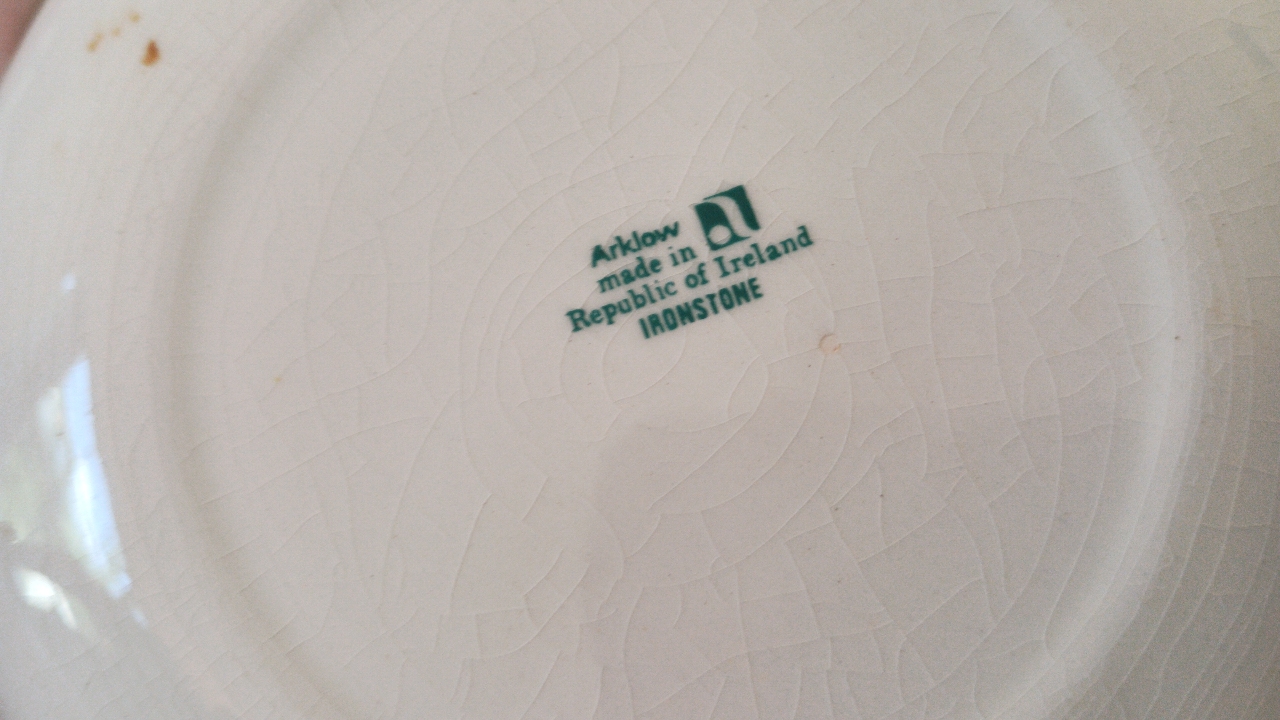 Arklow
made in
Republic of Ireland
IRONSTONE